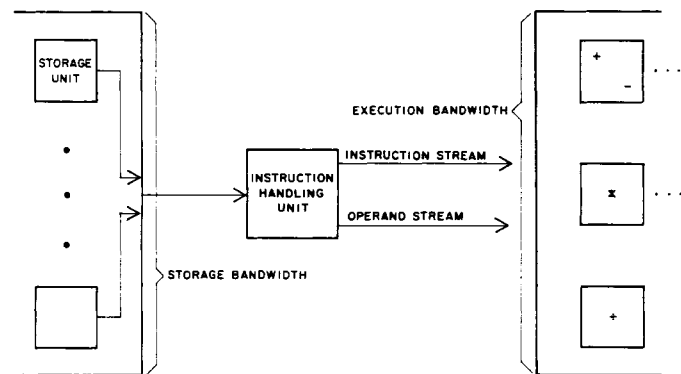 STORAGE
UNIT
+
-
. . .
EXECUTION BANDWIDTH
INSTRUCTION STREAM
INSTRUCTION
HANDLING
UNIT
OPERAND STREAM
. . .
STORAGE BANDWIDTH